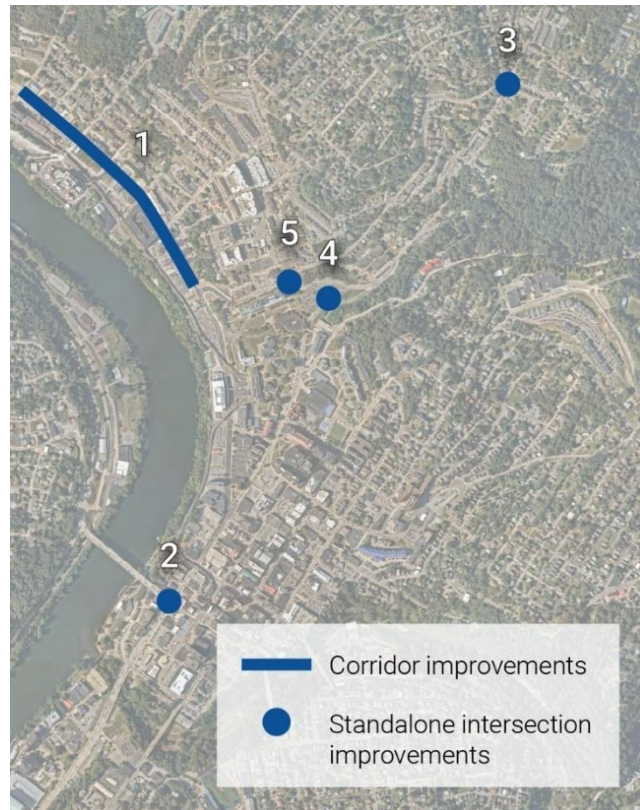 3
1
5
4
2
Corridor improvements
Standalone intersection
improvements